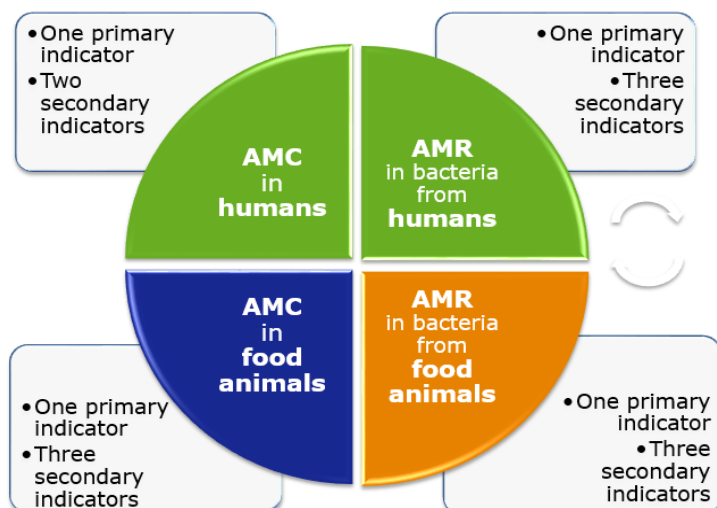 •One primary
indicator
•Two
secondary
indicators
•One primary
indicator
•Three
secondary
indicators
AMC
in
humans
AMR
in bacteria
from
humans
AMC
in
food
animals
AMR
in bacteria
from
food
animals
•One primary
indicator
•Three
secondary
indicators
•One primary
indicator
•Three
secondary
indicators